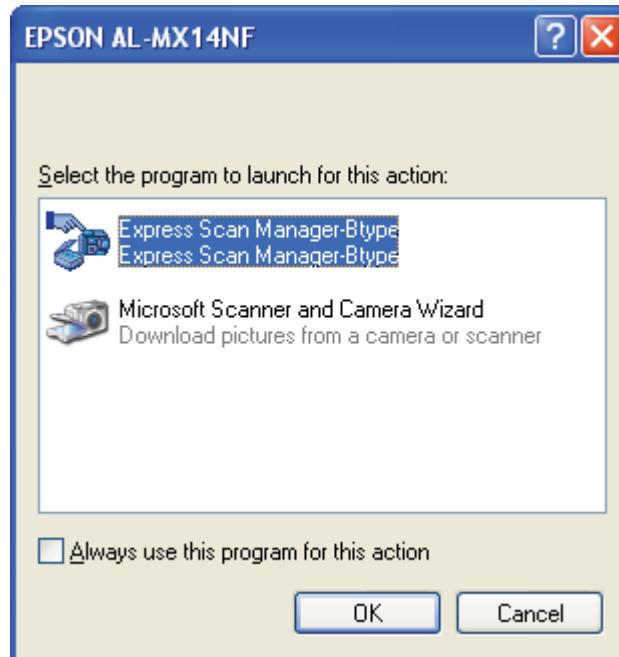 EPSON AL-MX14NF
Select the program to launch for this action:
Express Scan Manager-Btype
Express Scan Manager-Btype
Microsoft Scanner and Camera Wizard
Download pictures from a camera or scanner
Always use this program for this action
OK Cancel